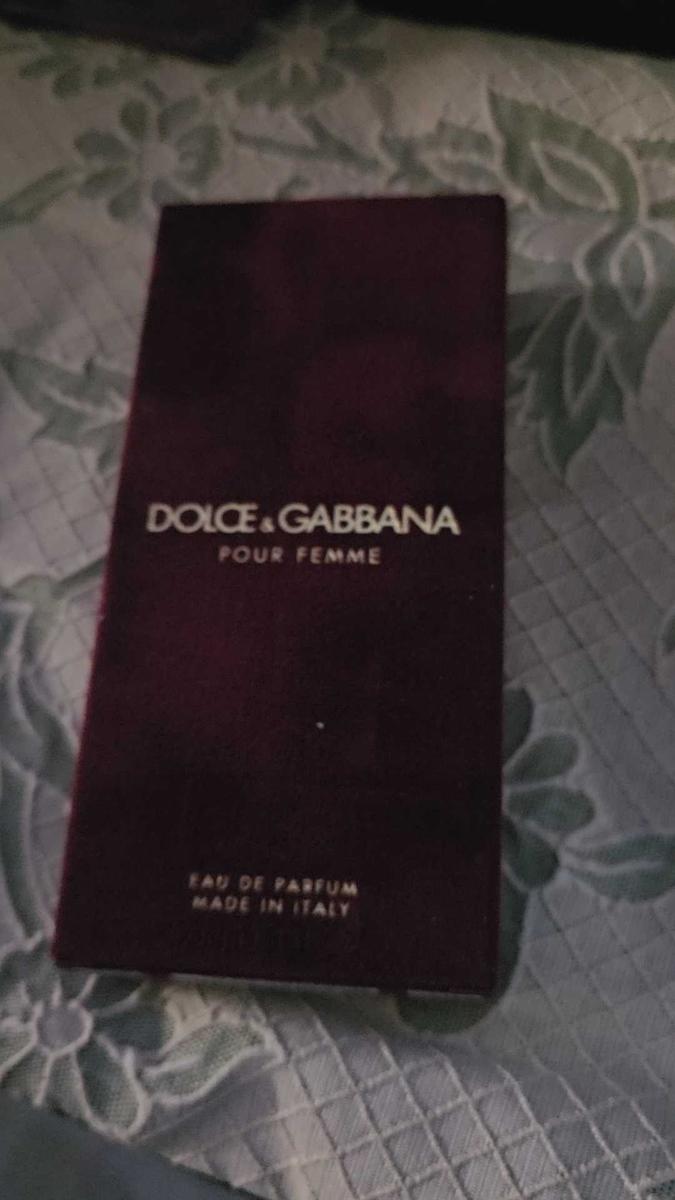 DOLCE & GABBANA
POUR FEMME
EAU DE PARFUM
MADE IN ITALY